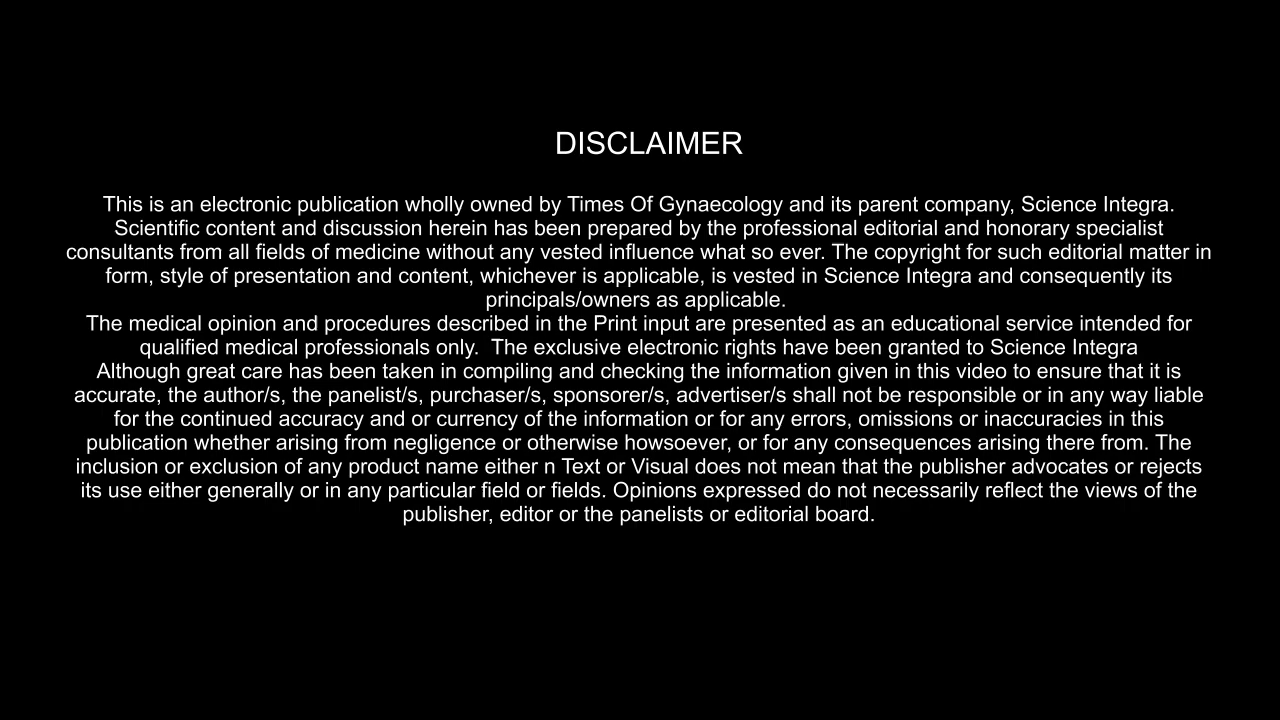 DISCLAIMER
This is an electronic publication wholly owned by Times Of Gynaecology and its parent company, Science Integra.
Scientific content and discussion herein has been prepared by the professional editorial and honorary specialist
consultants from all fields of medicine without any vested influence what so ever. The copyright for such editorial matter in
form, style of presentation and content, whichever is applicable, is vested in Science Integra and consequently its
principals/owners as applicable.
The medical opinion and procedures described in the Print input are presented as an educational service intended for
qualified medical professionals only.  The exclusive electronic rights have been granted to Science Integra
Although great care has been taken in compiling and checking the information given in this video to ensure that it is
accurate, the author/s, the panelist/s, purchaser/s, sponsorer/s, advertiser/s shall not be responsible or in any way liable
for the continued accuracy and or currency of the information or for any errors, omissions or inaccuracies in this
publication whether arising from negligence or otherwise howsoever, or for any consequences arising there from. The
inclusion or exclusion of any product name either n Text or Visual does not mean that the publisher advocates or rejects
its use either generally or in any particular field or fields. Opinions expressed do not necessarily reflect the views of the
publisher, editor or the panelists or editorial board.